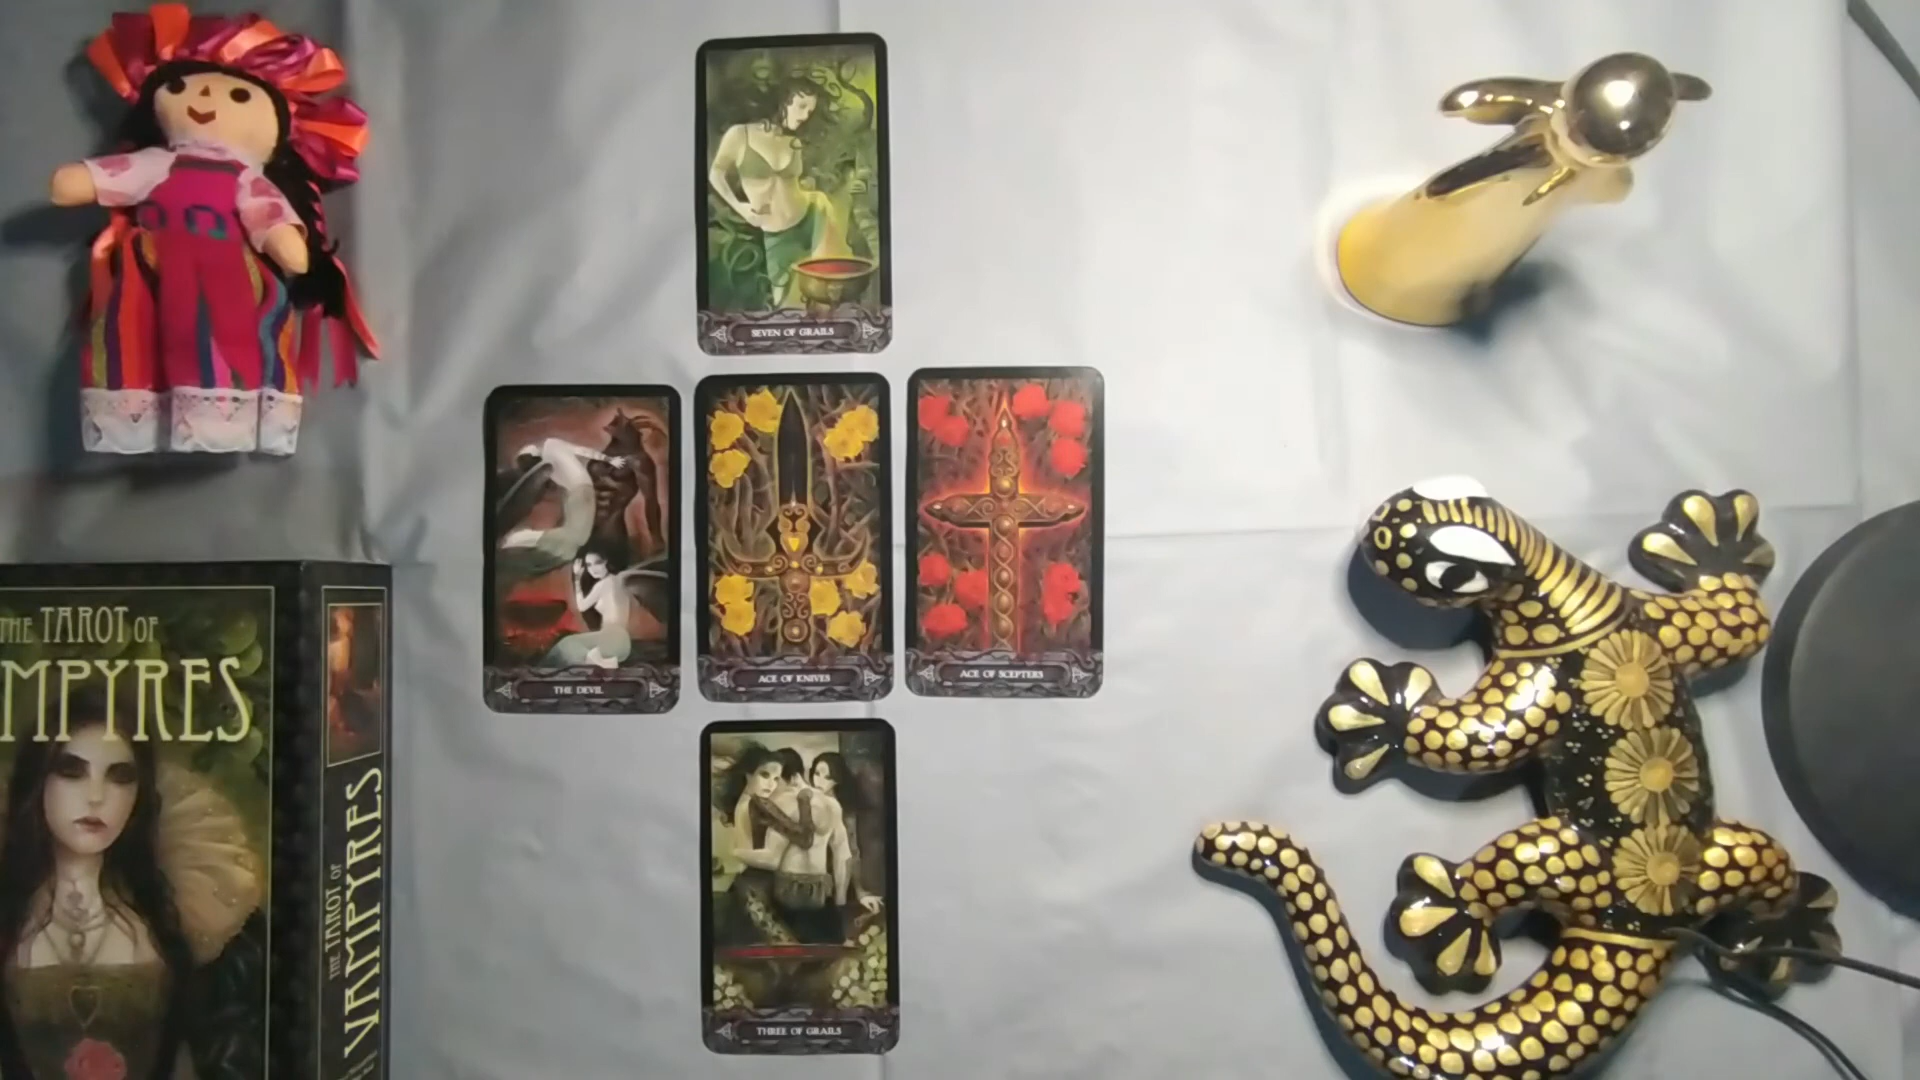 SEVEN OF GRAILS
THE DEVIL
ACE OF KNIVES
ACE OF SCEPTERS
THREE OF GRAILS
THE TAROT OF
MPYRES
THE TAROT OF
VAMPYRES